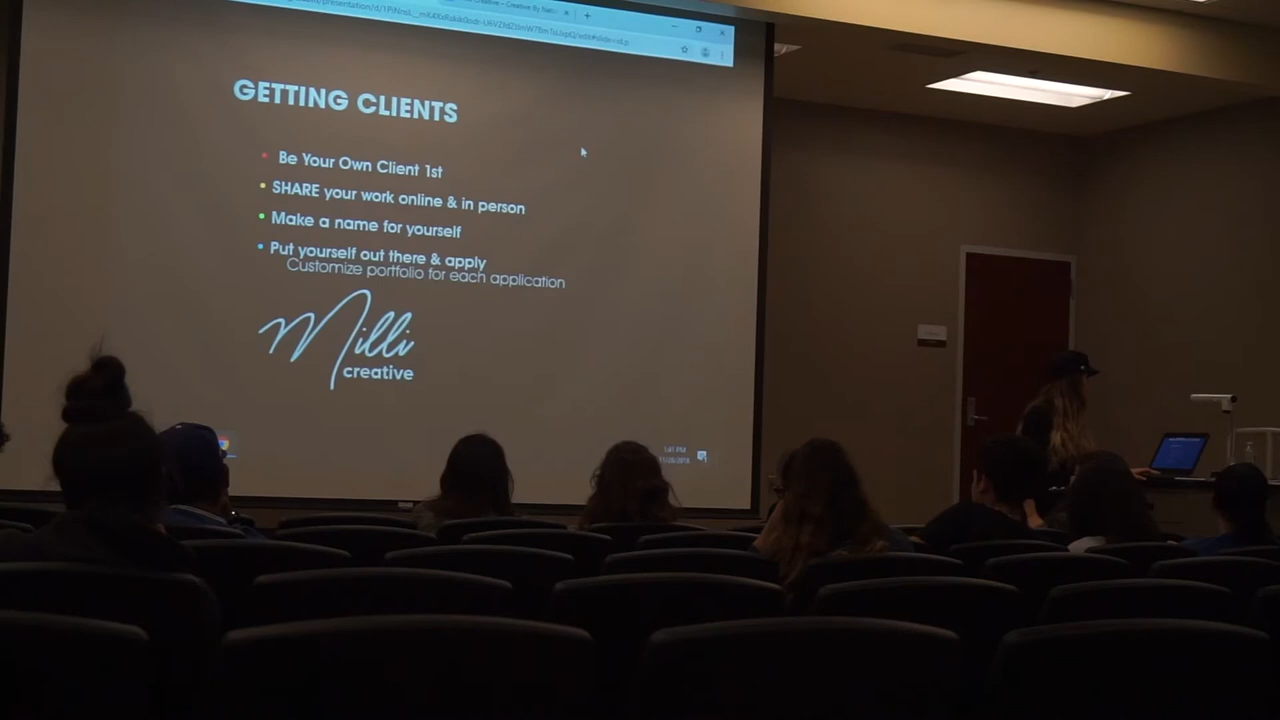 GETTING CLIENTS
Be Your Own Client 1st
SHARE your work online & in person
Make a name for yourself
Put yourself out there & apply
Customize portfolio for each application
Milli
creative